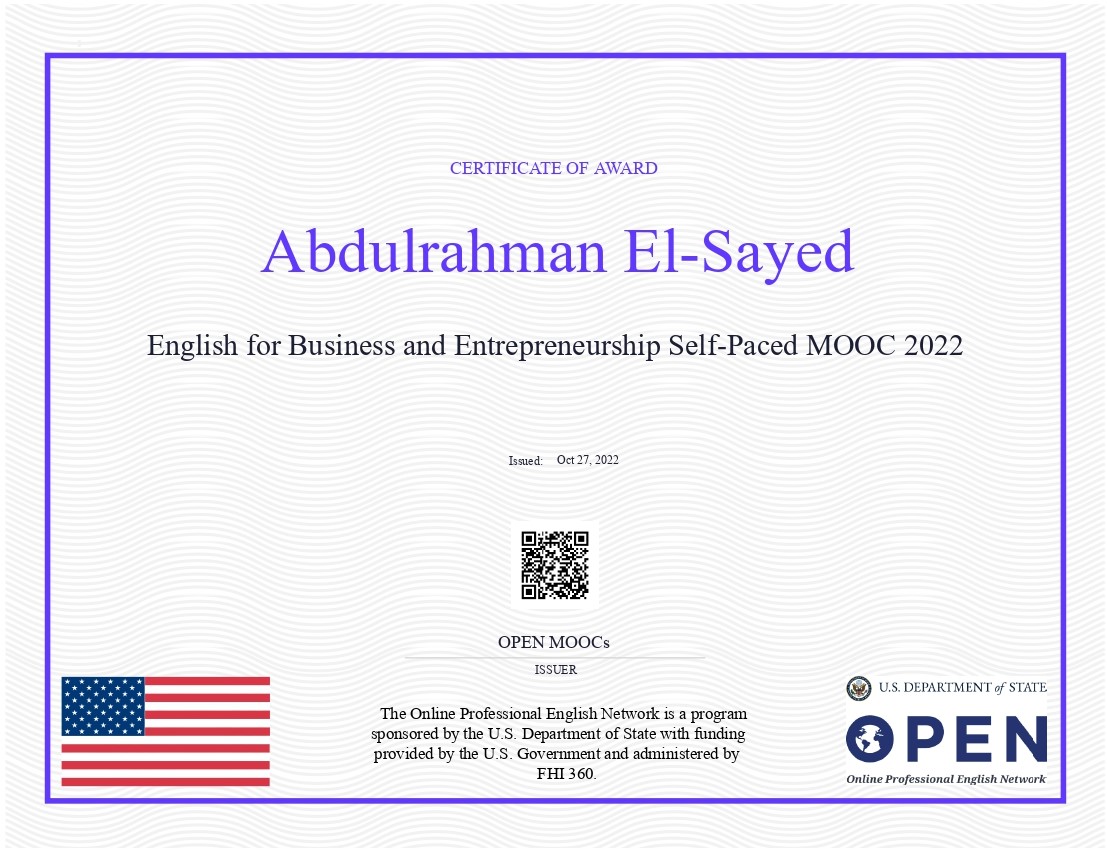 CERTIFICATE OF AWARD
Abdulrahman El-Sayed
English for Business and Entrepreneurship Self-Paced MOOC 2022
Issued: Oct 27, 2022
OPEN MOOCs
ISSUER
The Online Professional English Network is a program
sponsored by the U.S. Department of State with funding
provided by the U.S. Government and administered by
FHI 360.
U.S. DEPARTMENT of STATE
OPEN
Online Professional English Network